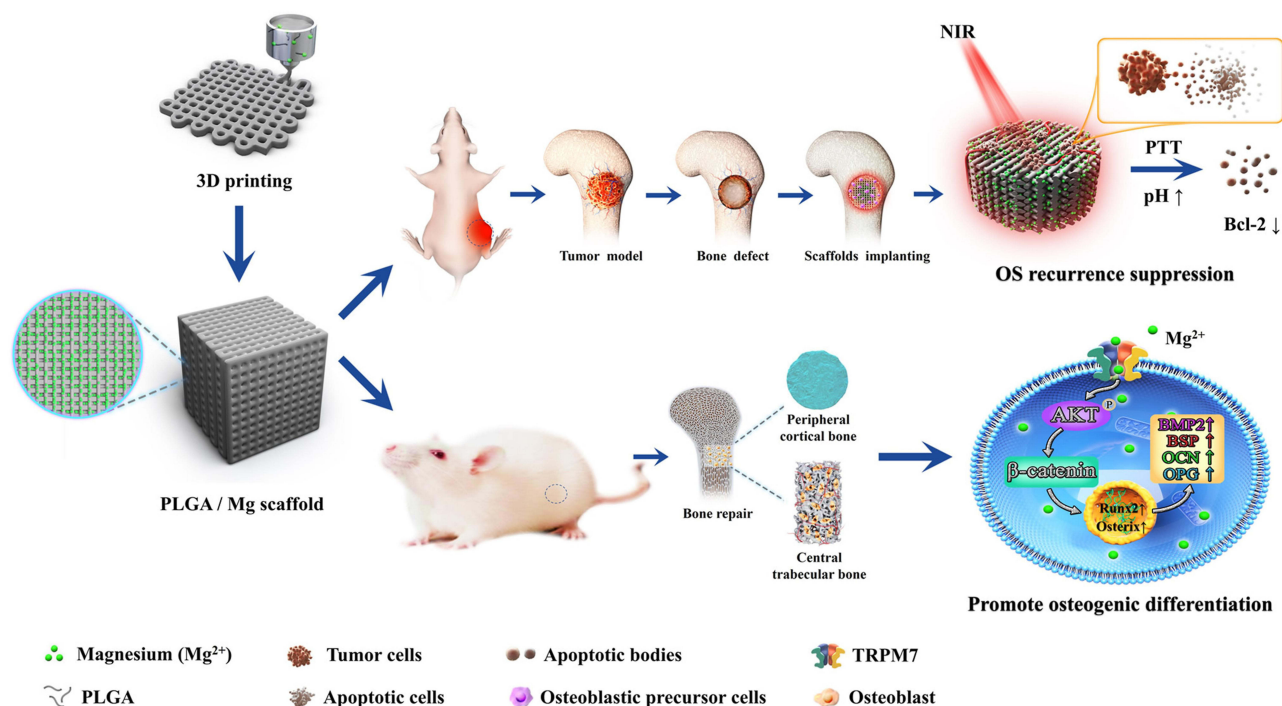 3D printing
PLGA / Mg scaffold
Tumor model
Bone defect
Scaffolds implanting
NIR
PTT
pH ↑
Bcl-2 ↓
OS recurrence suppression
Bone repair
Peripheral
cortical bone
Central
trabecular bone
Mg²⁺
AKT
P
β-catenin
Runx2↑
Osterix↑
BMP2↑
BSP ↑
OCN ↑
OPG ↑
Promote osteogenic differentiation
Magnesium (Mg²⁺)
Tumor cells
Apoptotic bodies
TRPM7
PLGA
Apoptotic cells
Osteoblastic precursor cells
Osteoblast